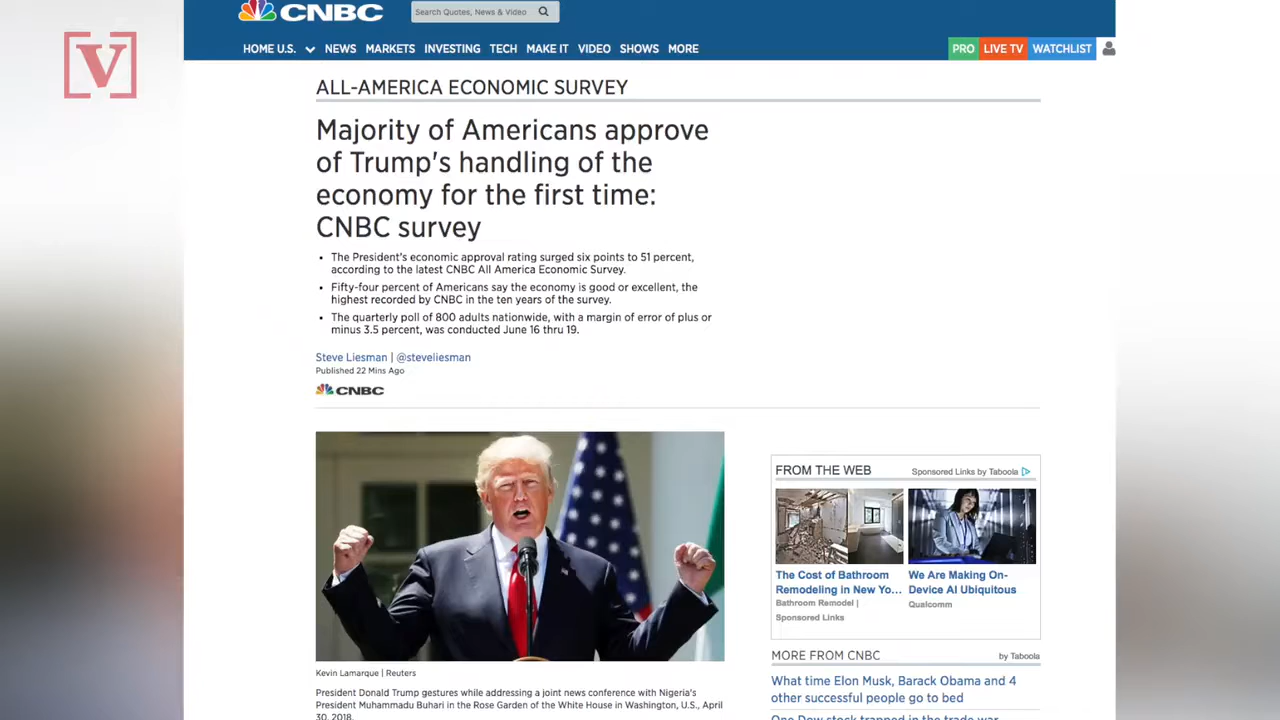 V
CNBC
Search Quotes, News & Video
HOME U.S. NEWS MARKETS INVESTING TECH MAKE IT VIDEO SHOWS MORE
PRO LIVE TV WATCHLIST
ALL-AMERICA ECONOMIC SURVEY
Majority of Americans approve
of Trump's handling of the
economy for the first time:
CNBC survey
• The President's economic approval rating surged six points to 51 percent,
according to the latest CNBC All America Economic Survey.
• Fifty-four percent of Americans say the economy is good or excellent, the
highest recorded by CNBC in the ten years of the survey.
• The quarterly poll of 800 adults nationwide, with a margin of error of plus or
minus 3.5 percent, was conducted June 16 thru 19.
Steve Liesman | @steveliesman
Published 22 Mins Ago
CNBC
Kevin Lamarque | Reuters
President Donald Trump gestures while addressing a joint news conference with Nigeria's
President Muhammadu Buhari in the Rose Garden of the White House in Washington, U.S., April
30, 2018.
FROM THE WEB
Sponsored Links by Taboola
The Cost of Bathroom
Remodeling in New Yo...
Bathroom Remodel |
Sponsored Links
We Are Making On-
Device AI Ubiquitous
Qualcomm
MORE FROM CNBC
by Taboola
What time Elon Musk, Barack Obama and 4
other successful people go to bed
One Dow stock trapped in the trade war